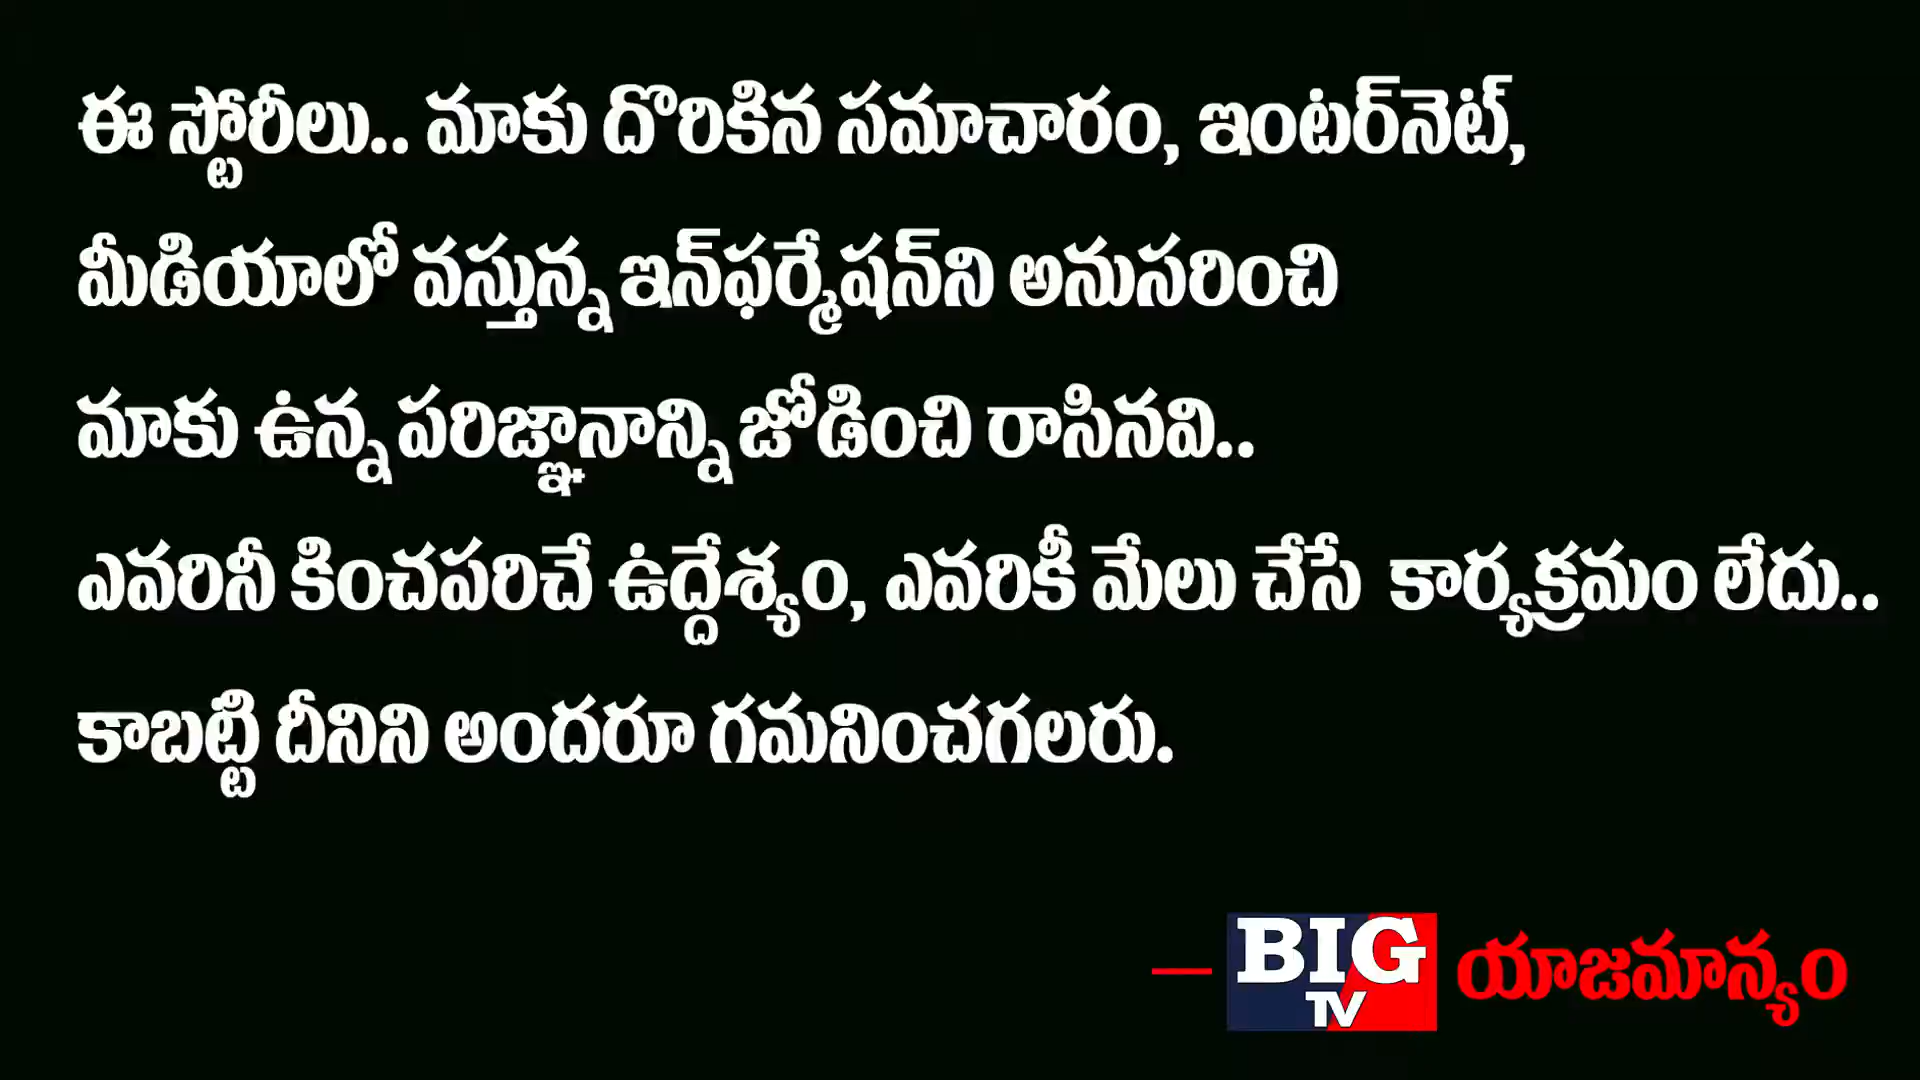 ఈ స్టోరీలు.. మాకు దొరికిన సమాచారం, ఇంటర్‌నెట్,
మీడియాలో వస్తున్న ఇన్‌ఫర్మేషన్‌ని అనుసరించి
మాకు ఉన్న పరిజ్ఞానాన్ని జోడించి రాసినవి..
ఎవరినీ కించపరిచే ఉద్దేశ్యం, ఎవరికీ మేలు చేసే కార్యక్రమం లేదు..
కాబట్టి దీనిని అందరూ గమనించగలరు.
— BIG TV యాజమాన్యం